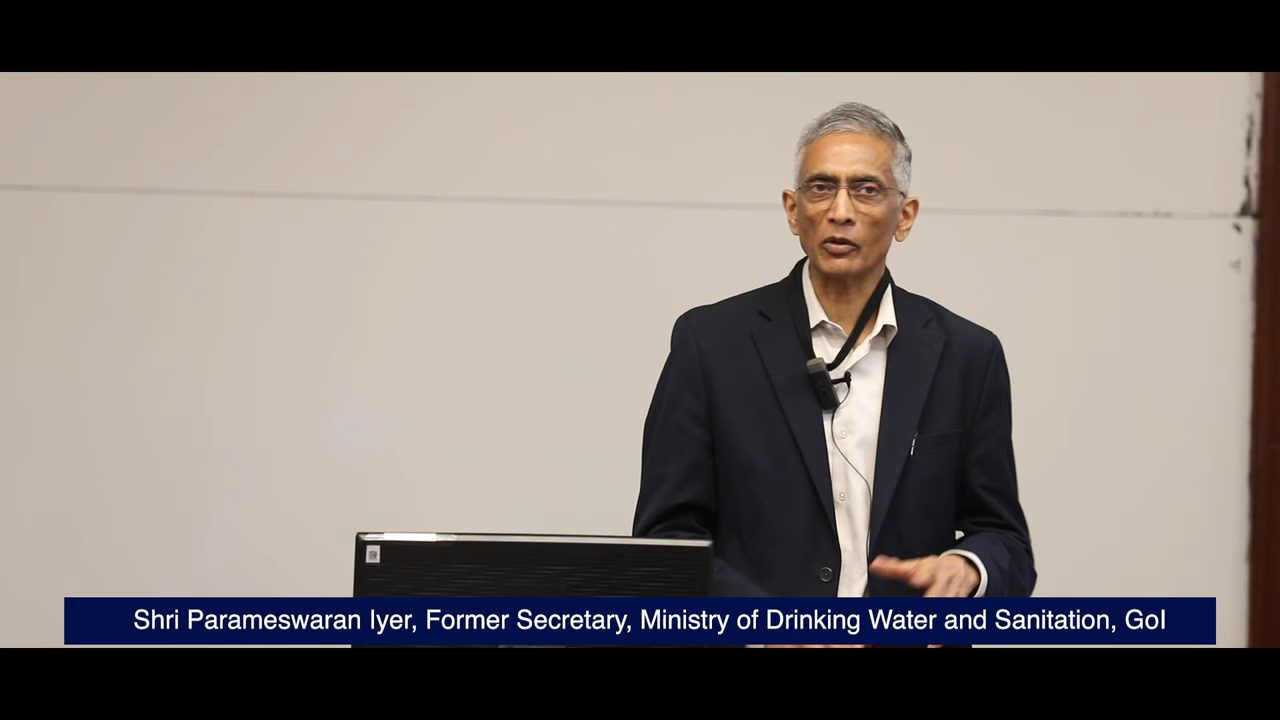 Shri Parameswaran Iyer, Former Secretary, Ministry of Drinking Water and Sanitation, GoI